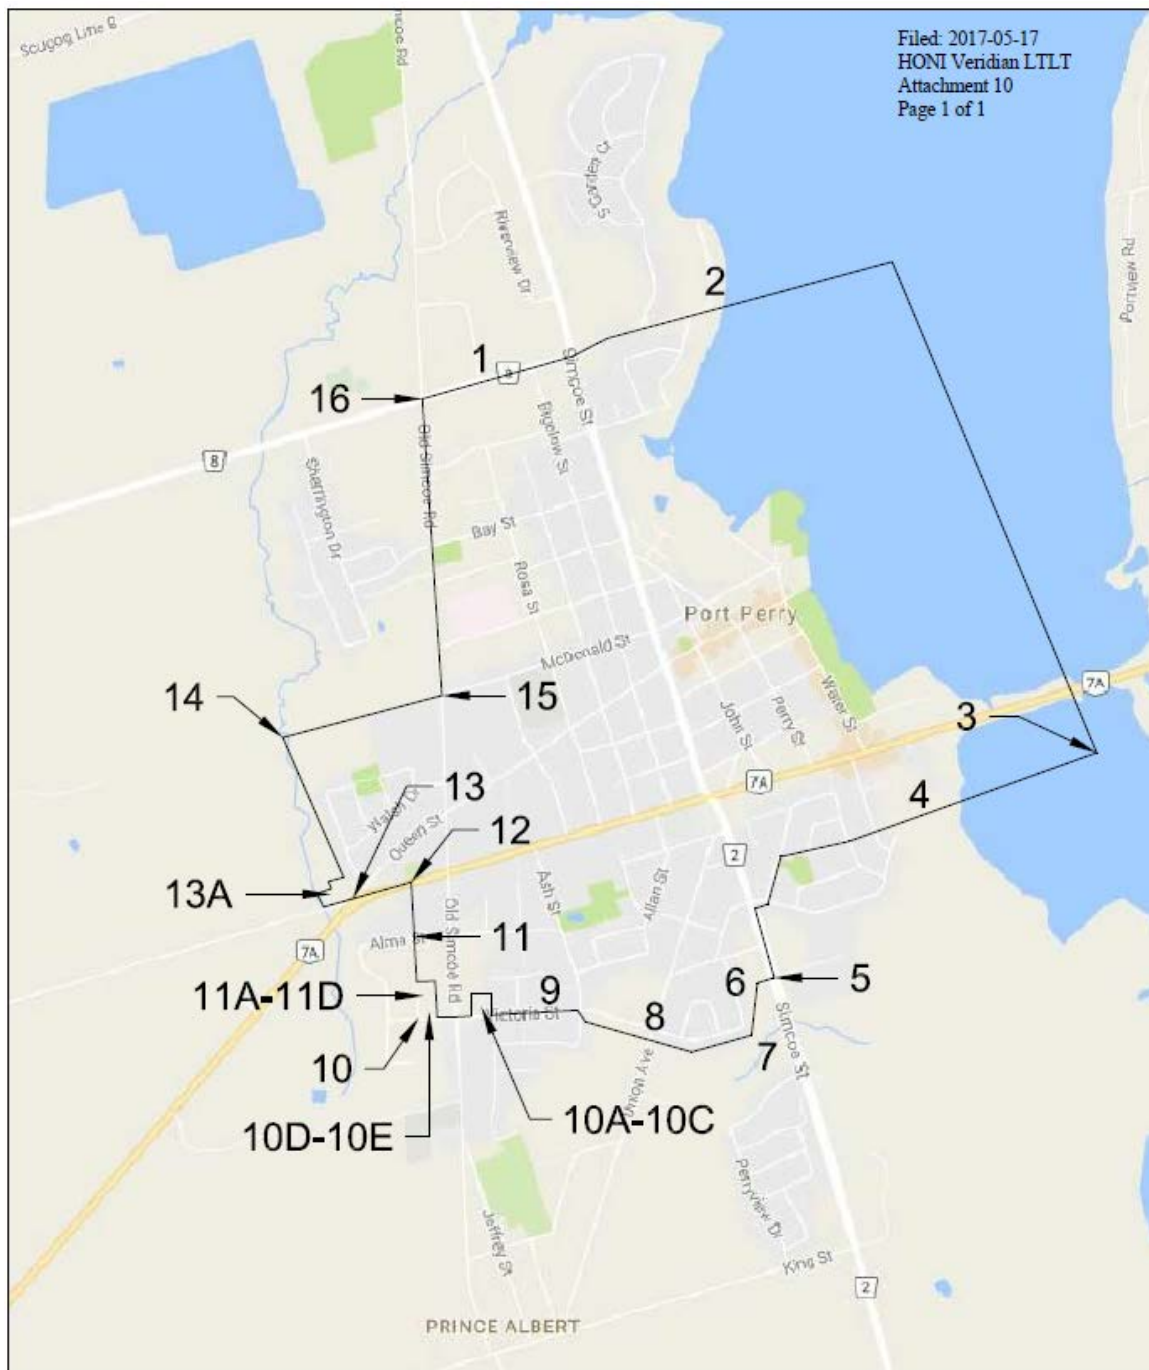 Scugog Line 8
Simcoe Rd
Filed: 2017-05-17
HONI Veridian LTLT
Attachment 10
Page 1 of 1
S Garden Ct
Riverview Dr
Portview Rd
2
1
8
Simcoe St
16
Bigelow St
8
Old Simcoe Rd
Sherrington Dr
Bay St
Rosa St
Port Perry
McDonald St
7A
14
15
Water St
Perry St
John St
3
7A
13
4
Walsh Dr
Queen St
12
2
13A
Ash St
Allan St
Old Simcoe Rd
Alma St
11
7A
11A-11D
9
6
5
Victoria St
8
Simcoe St
7
10
Union Ave
10D-10E
10A-10C
Perryview Dr
Jeffrey St
King St
2
PRINCE ALBERT